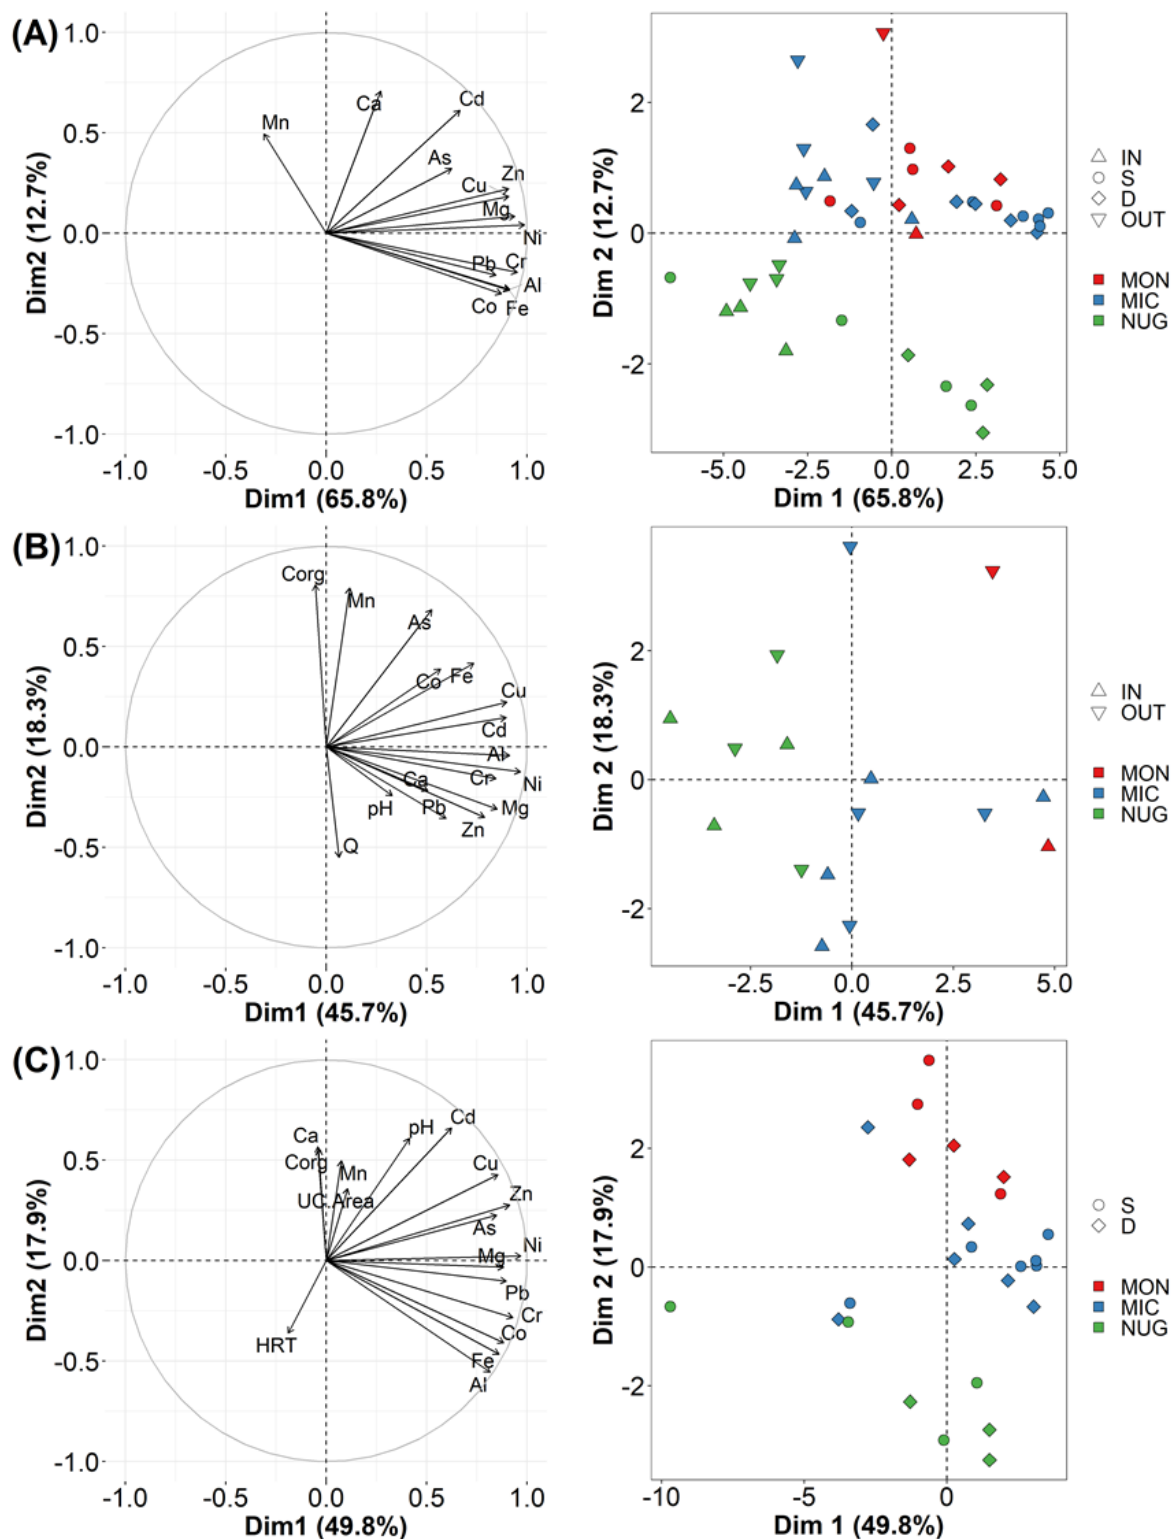 (A)
1.0
0.5
0.0
-0.5
-1.0
Dim2 (12.7%)
Mn
Ca
Cd
As
Zn
Cu
Mg
Ni
Pb
Cr
Al
Co
Fe
-1.0 -0.5 0.0 0.5 1.0
Dim1 (65.8%)
2
0
-2
Dim 2 (12.7%)
-5.0 -2.5 0.0 2.5 5.0
Dim 1 (65.8%)
IN
S
D
OUT
MON
MIC
NUG
(B)
1.0
0.5
0.0
-0.5
-1.0
Dim2 (18.3%)
Corg
Mn
As
Co
Fe
Cu
Cd
Al
Ca
Cr
Ni
pH
Pb
Mg
Zn
Q
-1.0 -0.5 0.0 0.5 1.0
Dim1 (45.7%)
2
0
-2
Dim 2 (18.3%)
-2.5 0.0 2.5 5.0
Dim 1 (45.7%)
IN
OUT
MON
MIC
NUG
(C)
1.0
0.5
0.0
-0.5
-1.0
Dim2 (17.9%)
Ca
pH
Cd
Corg
Mn
Cu
UC.Area
Zn
As
Ni
Mg
Pb
Cr
Co
HRT
Fe
Al
-1.0 -0.5 0.0 0.5 1.0
Dim1 (49.8%)
2
0
-2
Dim 2 (17.9%)
-10 -5 0
Dim 1 (49.8%)
S
D
MON
MIC
NUG